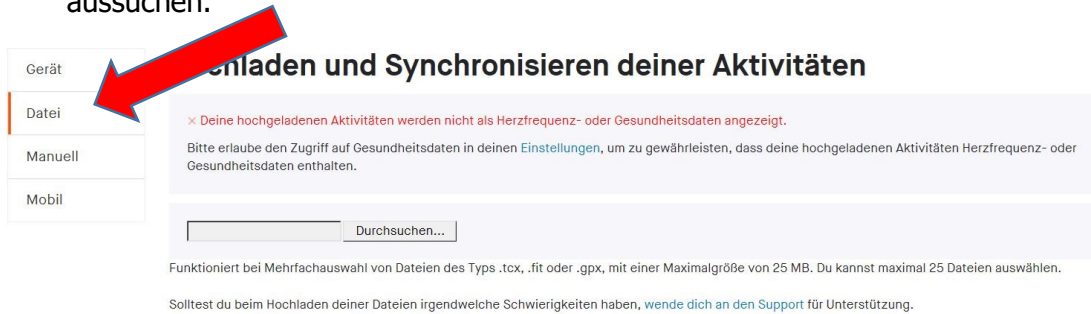 aussuchen.
Gerät
Datei
Manuell
Mobil
und Synchronisieren deiner Aktivitäten
× Deine hochgeladenen Aktivitäten werden nicht als Herzfrequenz- oder Gesundheitsdaten angezeigt.
Bitte erlaube den Zugriff auf Gesundheitsdaten in deinen Einstellungen, um zu gewährleisten, dass deine hochgeladenen Aktivitäten Herzfrequenz- oder
Gesundheitsdaten enthalten.
Durchsuchen...
Funktioniert bei Mehrfachauswahl von Dateien des Typs .tcx, .fit oder .gpx, mit einer Maximalgröße von 25 MB. Du kannst maximal 25 Dateien auswählen.
Solltest du beim Hochladen deiner Dateien irgendwelche Schwierigkeiten haben, wende dich an den Support für Unterstützung.